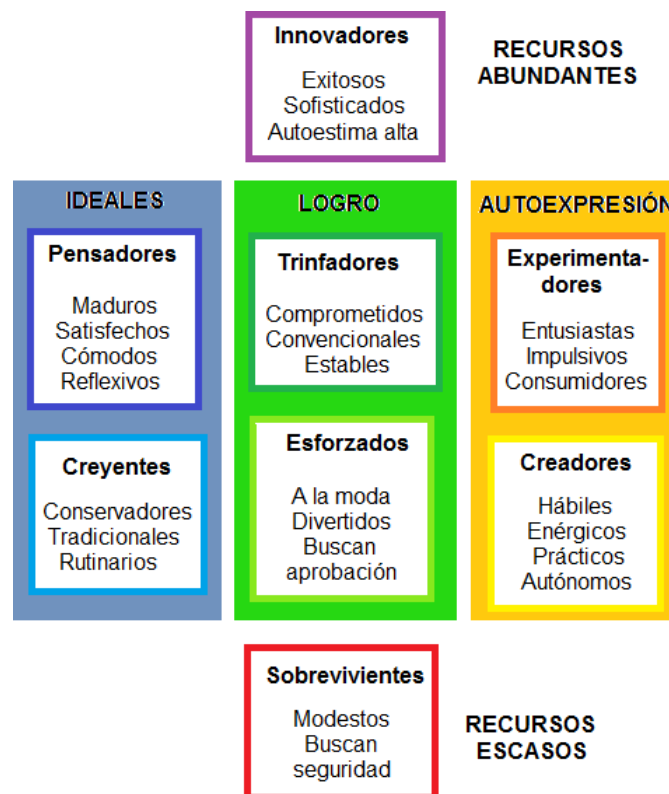 Innovadores
Exitosos
Sofisticados
Autoestima alta
RECURSOS
ABUNDANTES
IDEALES
Pensadores
Maduros
Satisfechos
Cómodos
Reflexivos
Creyentes
Conservadores
Tradicionales
Rutinarios
LOGRO
Trinfadores
Comprometidos
Convencionales
Estables
Esforzados
A la moda
Divertidos
Buscan
aprobación
AUTOEXPRESIÓN
Experimenta-
dores
Entusiastas
Impulsivos
Consumidores
Creadores
Hábiles
Enérgicos
Prácticos
Autónomos
Sobrevivientes
Modestos
Buscan
seguridad
RECURSOS
ESCASOS